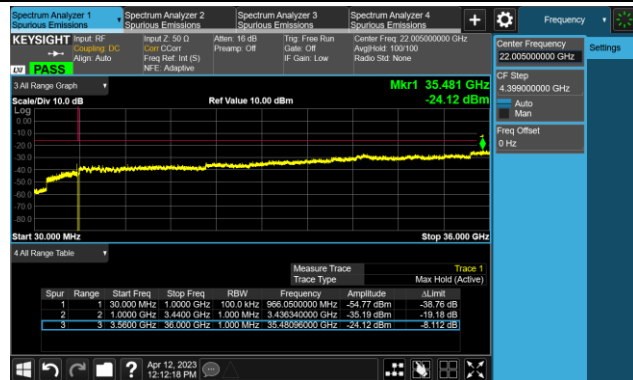 Spectrum Analyzer 1
Spurious Emissions
Spectrum Analyzer 2
Spurious Emissions
Spectrum Analyzer 3
Spurious Emissions
Spectrum Analyzer 4
Spurious Emissions
+
Frequency
KEYSIGHT
Input: RF
Coupling: DC
Align: Auto
Input Z: 50 Ω
Corr CCorr
Freq Ref: Int (S)
NFE: Adaptive
Atten: 16 dB
Preamp: Off
Trig: Free Run
Gate: Off
IF Gain: Low
Center Freq: 22.005000000 GHz
Avg|Hold: 100/100
Radio Std: None
LXI PASS
Center Frequency
22.005000000 GHz
Settings
CF Step
4.399000000 GHz
Auto
Man
Freq Offset
0 Hz
3 All Range Graph
Mkr1 35.481 GHz
Scale/Div 10.0 dB
Ref Value 10.00 dBm
-24.12 dBm
Log
0.00
-10.0
-20.0
-30.0
-40.0
-50.0
-60.0
-70.0
-80.0
1
Start 30.000 MHz
Stop 36.000 GHz
4 All Range Table
Measure Trace Trace 1
Trace Type Max Hold (Active)
Spur Range Start Freq Stop Freq RBW Frequency Amplitude ΔLimit
1 1 30.000 MHz 1.0000 GHz 100.0 kHz 966.0500000 MHz -54.77 dBm -38.76 dB
2 2 1.0000 GHz 3.4400 GHz 1.000 MHz 3.436340000 GHz -35.19 dBm -19.18 dB
3 3 3.5600 GHz 36.000 GHz 1.000 MHz 35.48096000 GHz -24.12 dBm -8.112 dB
?
Apr 12, 2023
12:12:18 PM